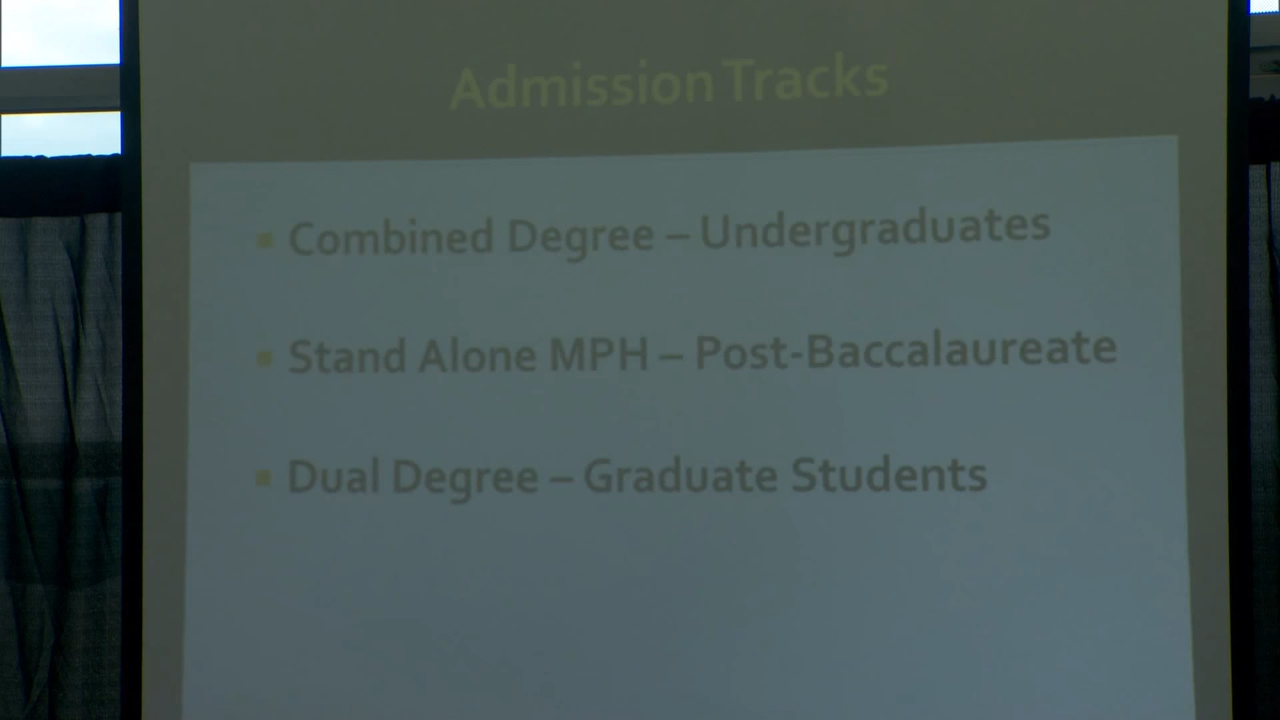 Admission Tracks
Combined Degree – Undergraduates
Stand Alone MPH – Post-Baccalaureate
Dual Degree – Graduate Students